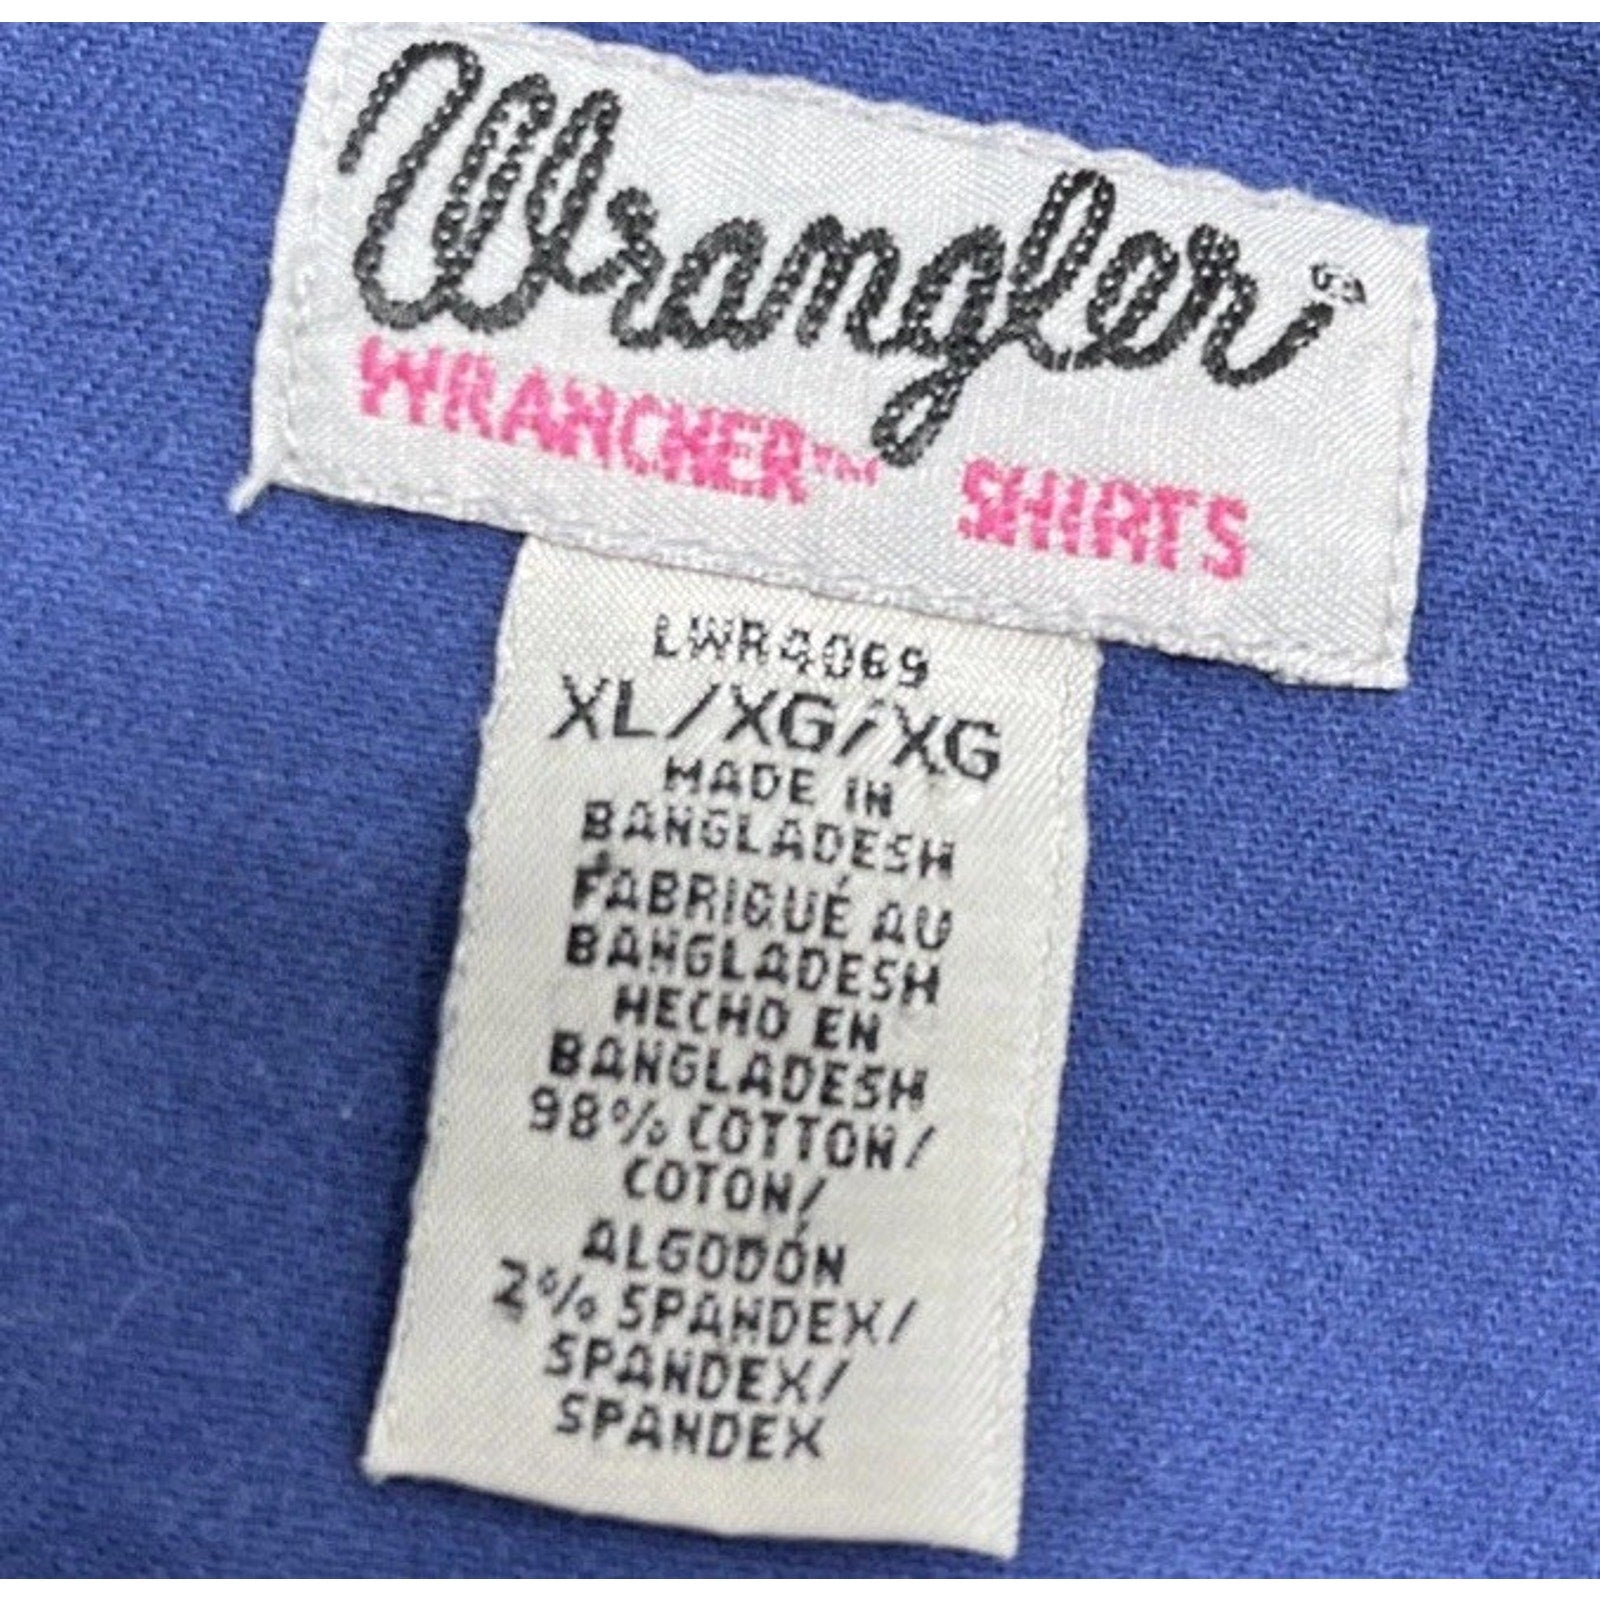 Wrangler®
WRANCHER™ SHIRTS
LWR4069
XL/XG/XG
MADE IN
BANGLADESH
FABRIQUÉ AU
BANGLADESH
HECHO EN
BANGLADESH
98% COTTON/
COTON/
ALGODÓN
2% SPANDEX/
SPANDEX/
SPANDEX